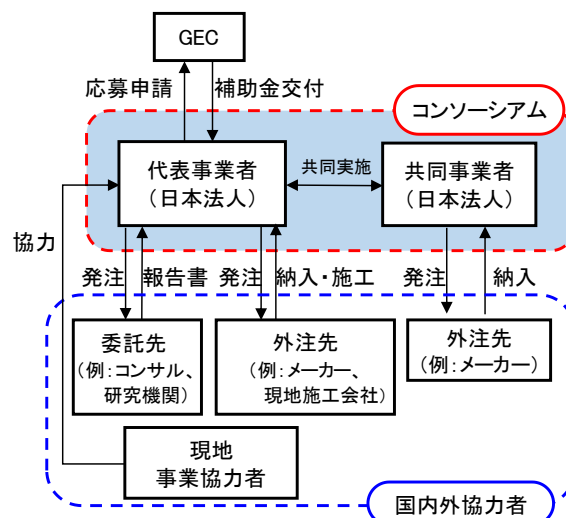 GEC
応募申請
補助金交付
コンソーシアム
代表事業者
（日本法人）
共同実施
共同事業者
（日本法人）
協力
発注
報告書
発注
納入・施工
発注
納入
委託先
（例：コンサル、
研究機関）
外注先
（例：メーカー、
現地施工会社）
外注先
（例：メーカー）
現地
事業協力者
国内外協力者